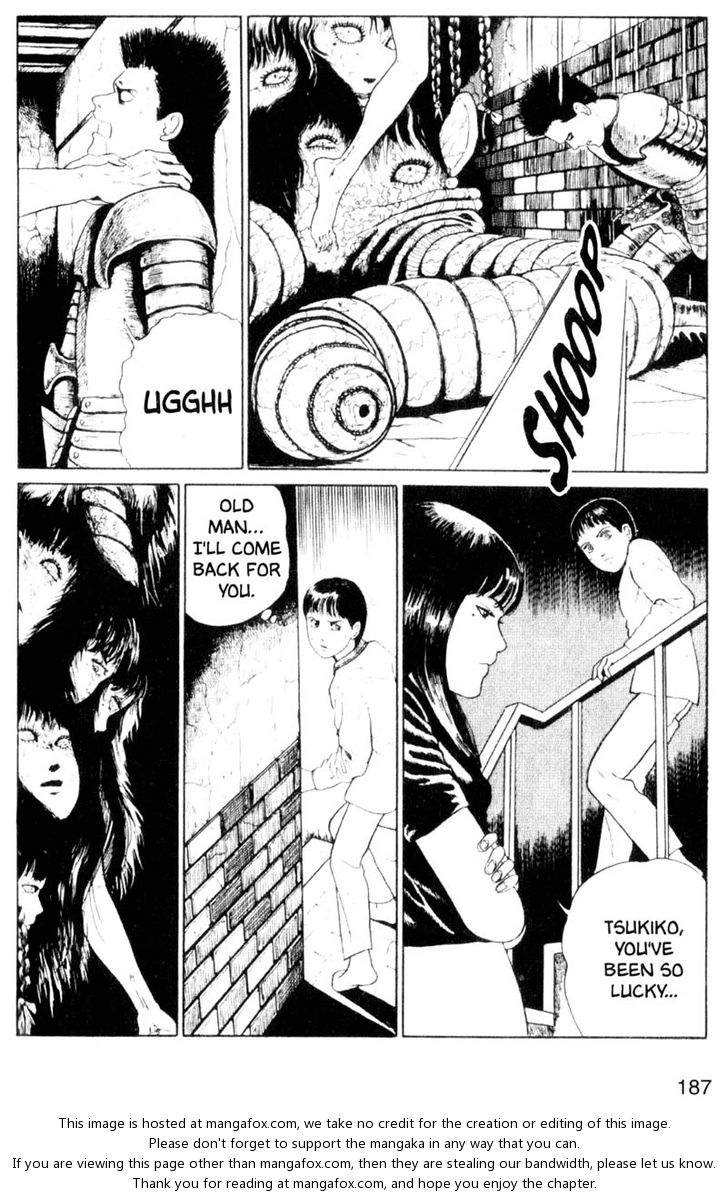 UGGHH
SHOOOP
OLD
MAN...
I'LL COME
BACK FOR
YOU.
TSUKIKO,
YOU'VE
BEEN SO
LUCKY...
187
This image is hosted at mangafox.com, we take no credit for the creation or editing of this image.
Please don't forget to support the mangaka in any way that you can.
If you are viewing this page other than mangafox.com, then they are stealing our bandwidth, please let us know.
Thank you for reading at mangafox.com, and hope you enjoy the chapter.